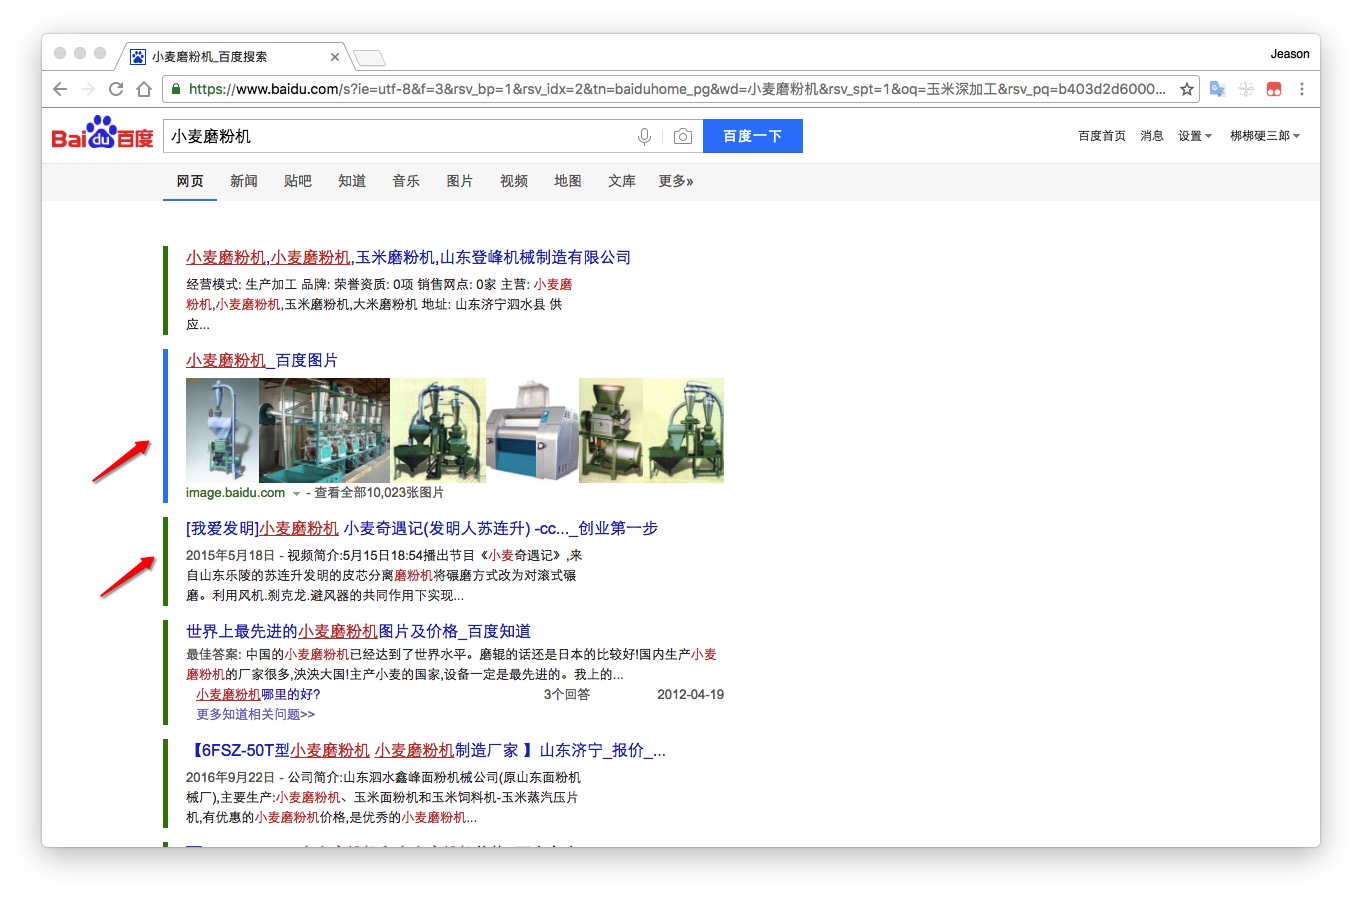 小麦磨粉机_百度搜索
Jeason
https://www.baidu.com/s?ie=utf-8&f=3&rsv_bp=1&rsv_idx=2&tn=baiduhome_pg&wd=小麦磨粉机&rsv_spt=1&oq=玉米深加工&rsv_pq=b403d2d6000...
Bai du 百度
小麦磨粉机
百度一下
百度首页 消息 设置 梆梆硬三郎
网页 新闻 贴吧 知道 音乐 图片 视频 地图 文库 更多»
小麦磨粉机,小麦磨粉机,玉米磨粉机,山东登峰机械制造有限公司
经营模式: 生产加工 品牌: 荣誉资质: 0项 销售网点: 0家 主营: 小麦磨
粉机,小麦磨粉机,玉米磨粉机,大米磨粉机 地址: 山东济宁泗水县 供
应...
小麦磨粉机_百度图片
image.baidu.com - 查看全部10,023张图片
[我爱发明]小麦磨粉机 小麦奇遇记(发明人苏连升) -cc..._创业第一步
2015年5月18日 - 视频简介:5月15日18:54播出节目《小麦奇遇记》,来
自山东乐陵的苏连升发明的皮芯分离磨粉机将碾磨方式改为对滚式碾
磨。利用风机.刹克龙.避风器的共同作用下实现...
世界上最先进的小麦磨粉机图片及价格_百度知道
最佳答案: 中国的小麦磨粉机已经达到了世界水平。磨辊的话还是日本的比较好!国内生产小麦
磨粉机的厂家很多,泱泱大国!主产小麦的国家,设备一定是最先进的。我上的...
小麦磨粉机哪里的好? 3个回答 2012-04-19
更多知道相关问题>>
【6FSZ-50T型小麦磨粉机 小麦磨粉机制造厂家 】山东济宁_报价_...
2016年9月22日 - 公司简介:山东泗水鑫峰面粉机械公司(原山东面粉机
械厂),主要生产:小麦磨粉机、玉米面粉机和玉米饲料机-玉米蒸汽压片
机,有优惠的小麦磨粉机价格,是优秀的小麦磨粉机...